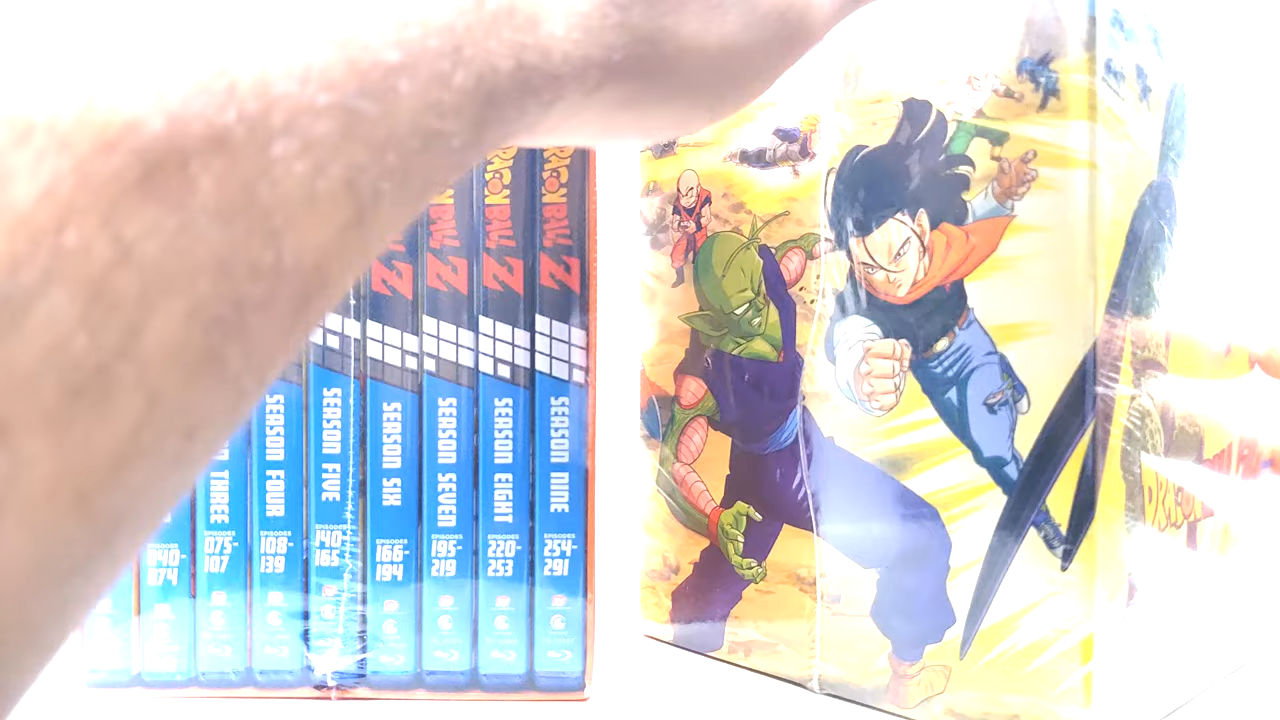 040-
074
THREE
075-
107
SEASON FOUR
EPISODES
108-
139
SEASON FIVE
EPISODES
140-
165
Z
SEASON SIX
EPISODES
166-
194
Z
SEASON SEVEN
EPISODES
195-
219
DRAGON BALL Z
SEASON EIGHT
EPISODES
220-
253
DRAGON BALL Z
SEASON NINE
EPISODES
254-
291
DRAGON